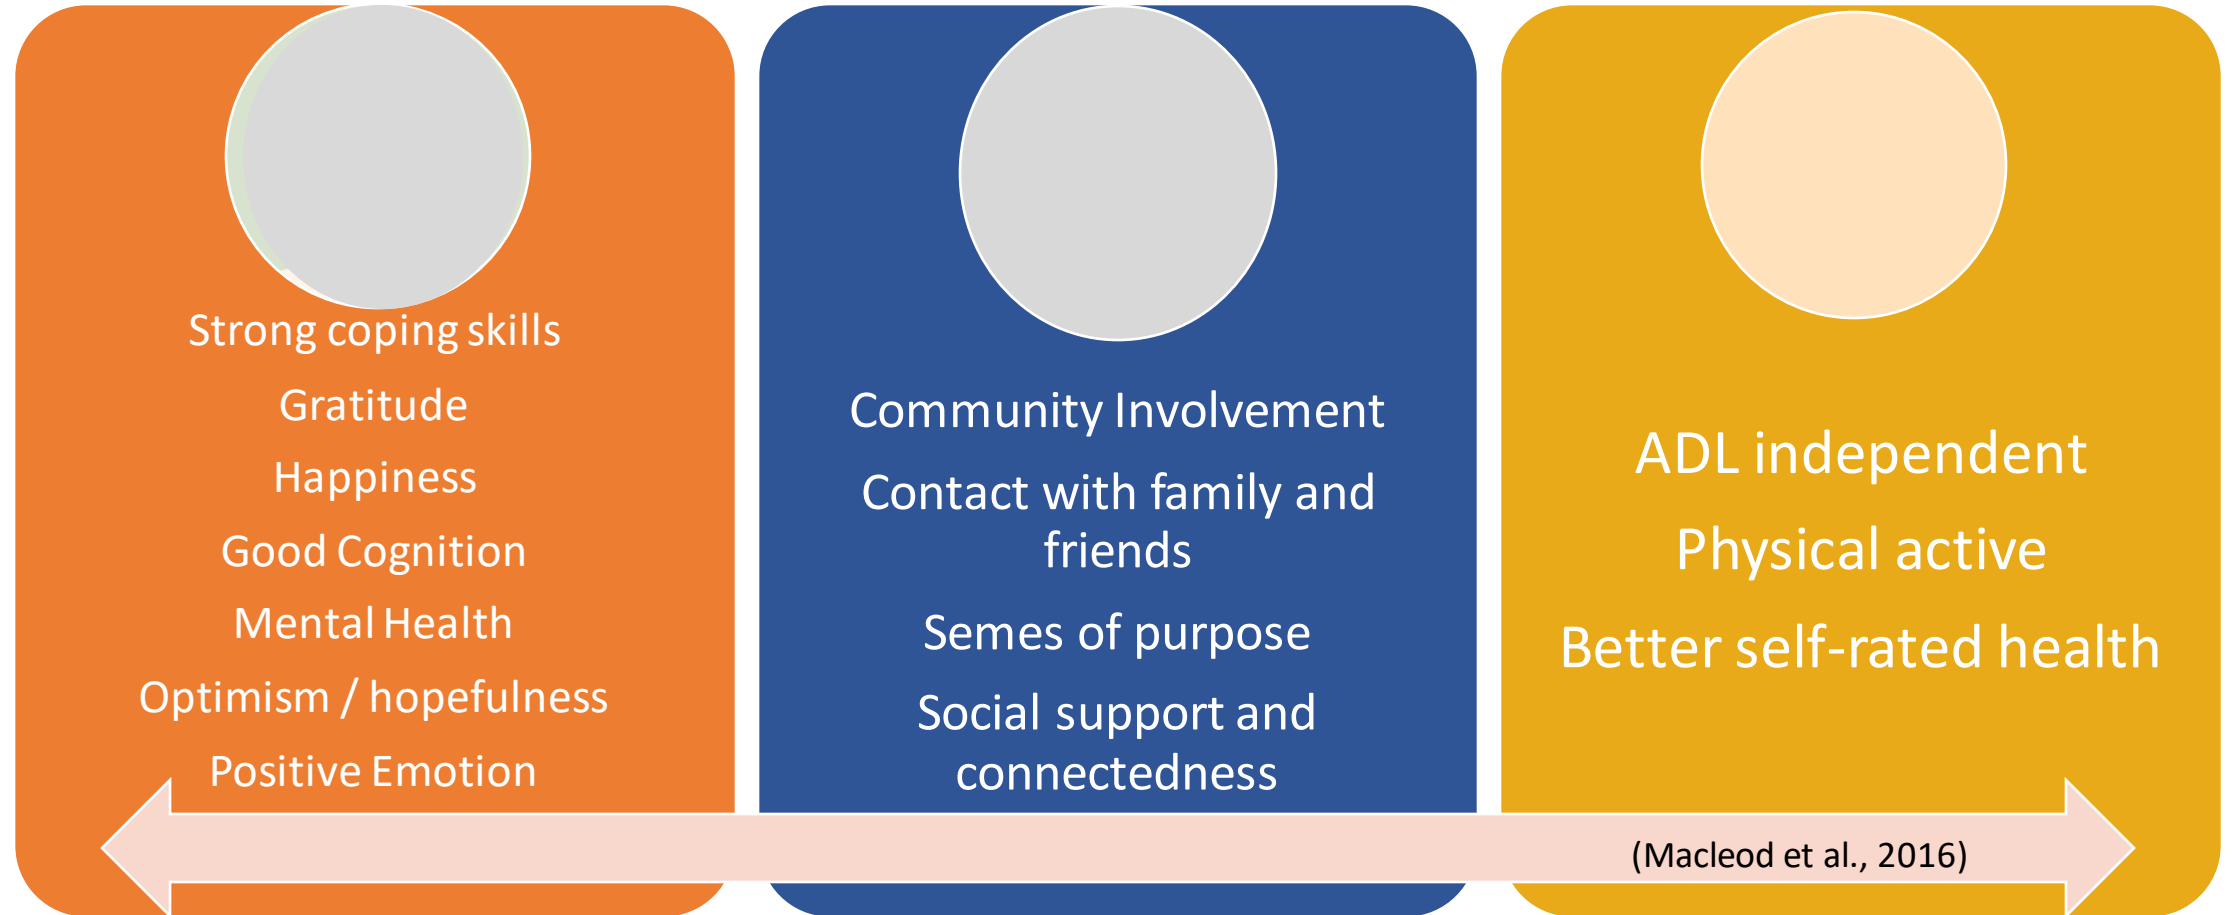 Strong coping skills
Gratitude
Happiness
Good Cognition
Mental Health
Optimism / hopefulness
Positive Emotion
Community Involvement
Contact with family and
friends
Semes of purpose
Social support and
connectedness
ADL independent
Physical active
Better self-rated health
(Macleod et al., 2016)